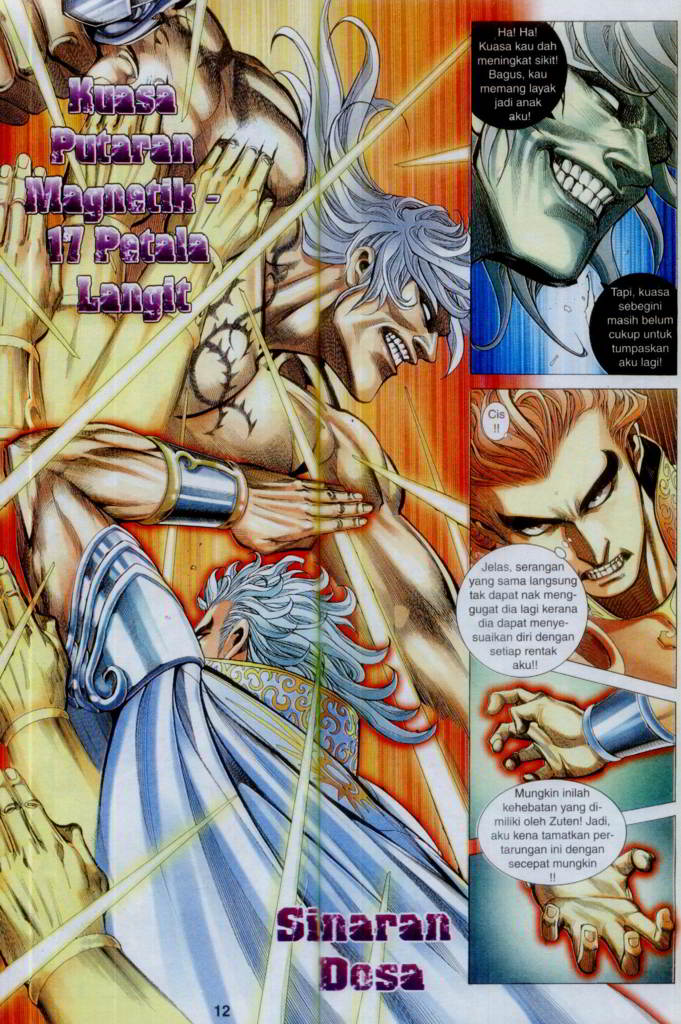 Kuasa
Putaran
Magnetik -
17 Petala
Langit
Ha! Ha!
Kuasa kau dah
meningkat sikit!
Bagus, kau
memang layak
jadi anak
aku!
Tapi, kuasa
sebegini
masih belum
cukup untuk
tumpaskan
aku lagi!
Cis
!!
Jelas, serangan
yang sama langsung
tak dapat nak meng-
gugat dia lagi kerana
dia dapat menye-
suaikan diri dengan
setiap rentak
aku!!
Mungkin inilah
kehebatan yang di-
miliki oleh Zuten! Jadi,
aku kena tamatkan per-
tarungan ini dengan
secepat mungkin
!!
Sinaran
Dosa
12